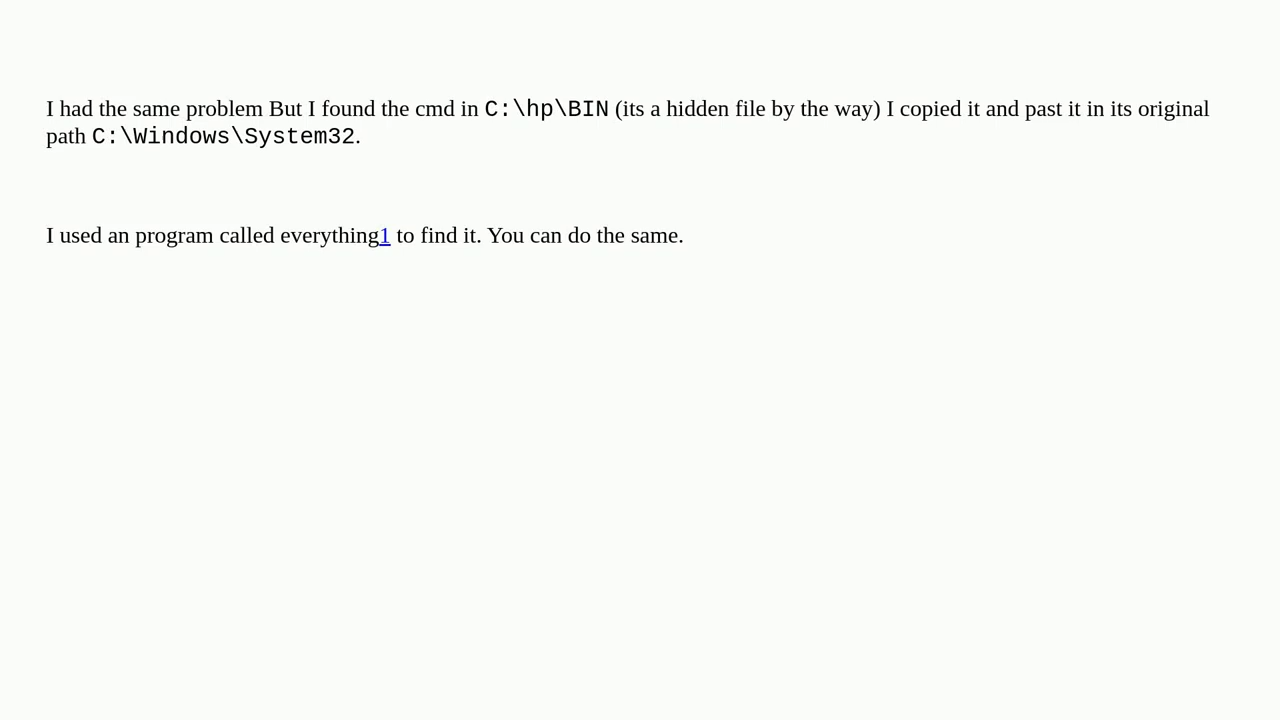 I had the same problem But I found the cmd in C:\hp\BIN (its a hidden file by the way) I copied it and past it in its original
path C:\Windows\System32.
I used an program called everything1 to find it. You can do the same.